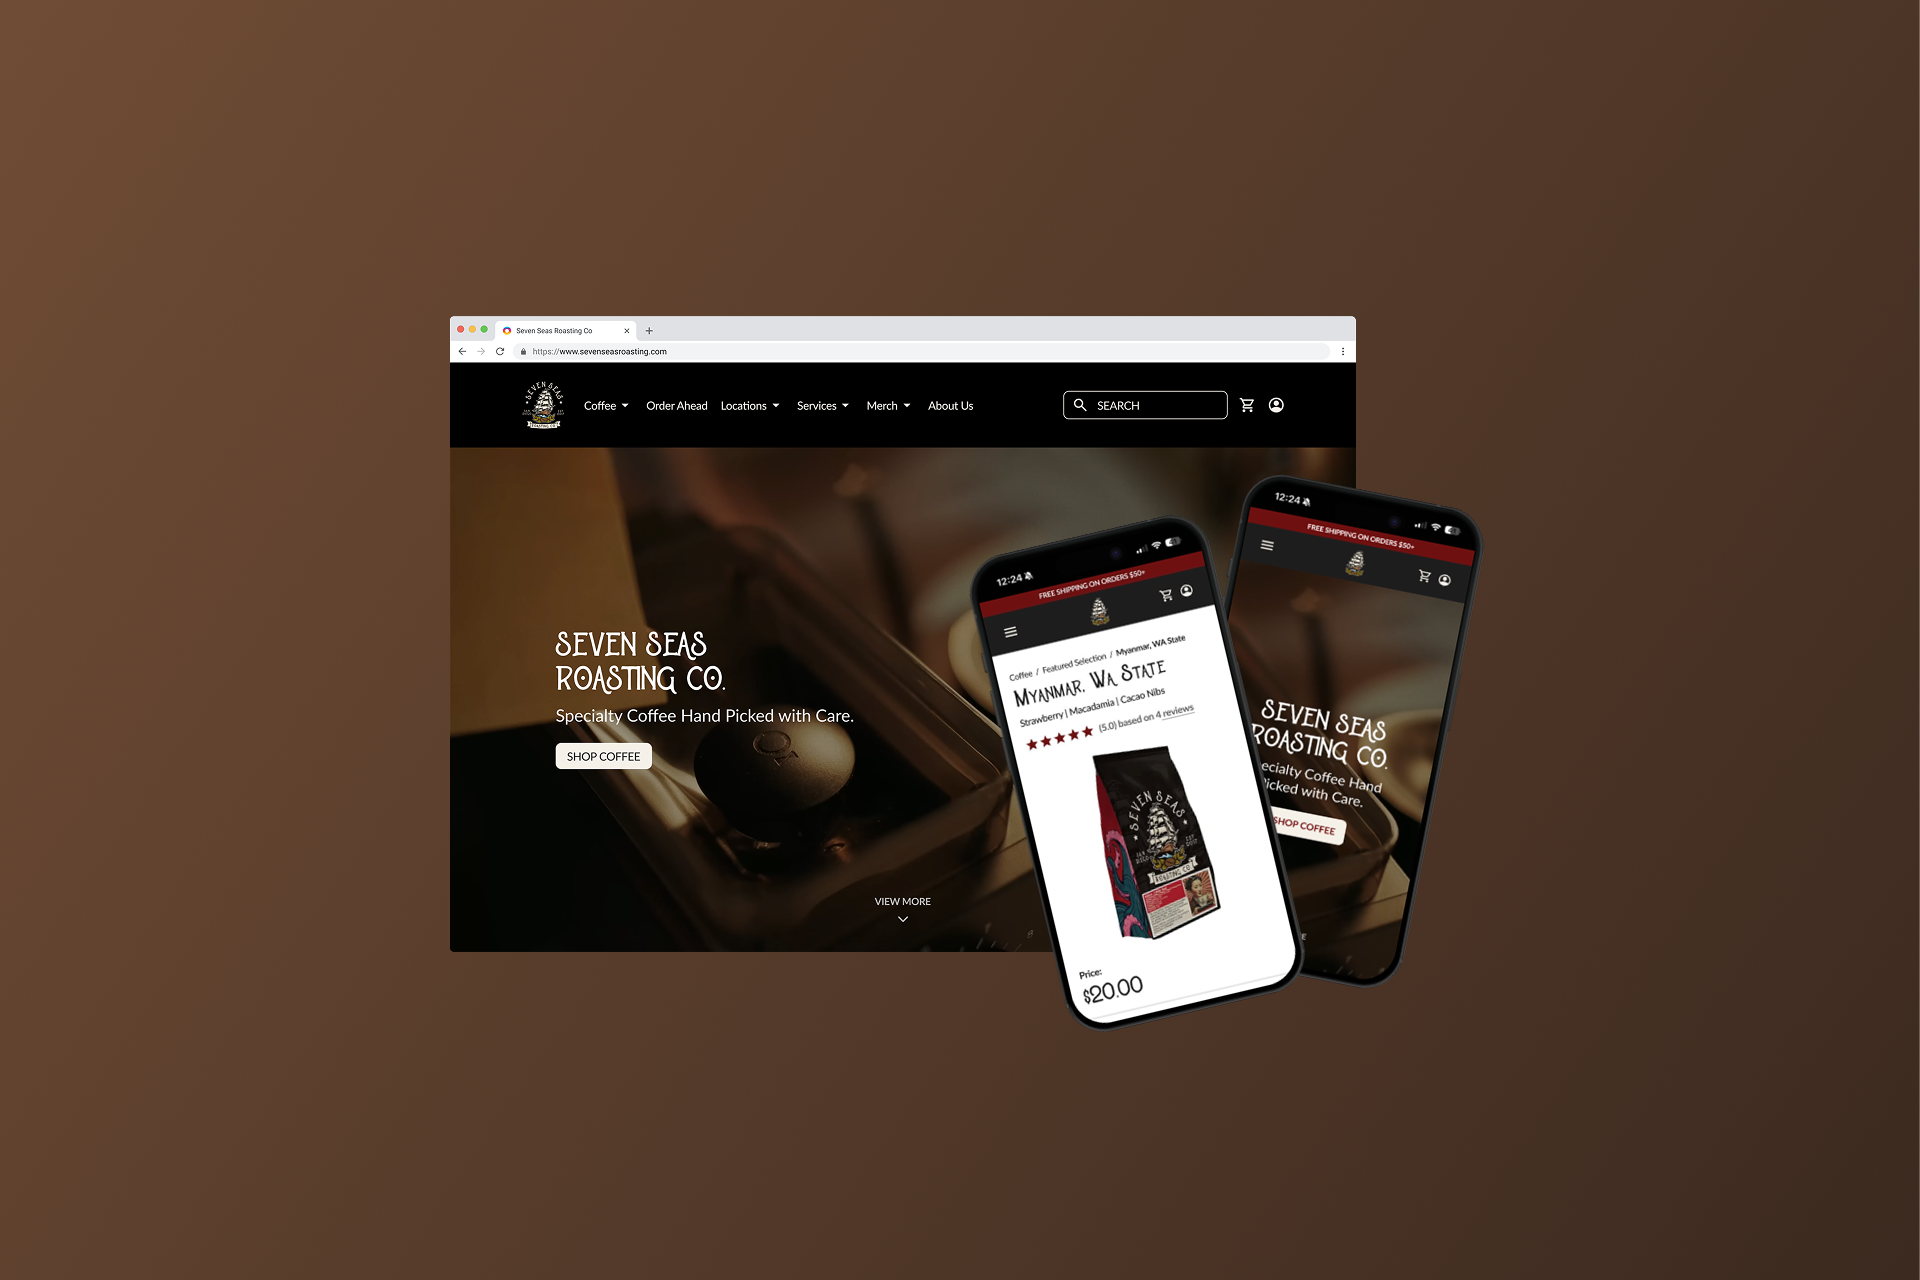 Seven Seas Roasting Co
https://www.sevenseasroasting.com
SEVEN SEAS
ROASTING CO.
Coffee
Order Ahead
Locations
Services
Merch
About Us
SEARCH
SEVEN SEAS
ROASTING CO.
Specialty Coffee Hand Picked with Care.
SHOP COFFEE
VIEW MORE
12:24
FREE SHIPPING ON ORDERS $50+
Coffee / Featured Selection / Myanmar, WA State
Myanmar, Wa State
Strawberry | Macadamia | Cacao Nibs
(5.0) based on 4 reviews
SEVEN SEAS
ROASTING CO
Price:
$20.00
12:24
FREE SHIPPING ON ORDERS $50+
SEVEN SEAS
ROASTING CO.
ecialty Coffee Hand
icked with Care.
SHOP COFFEE
E